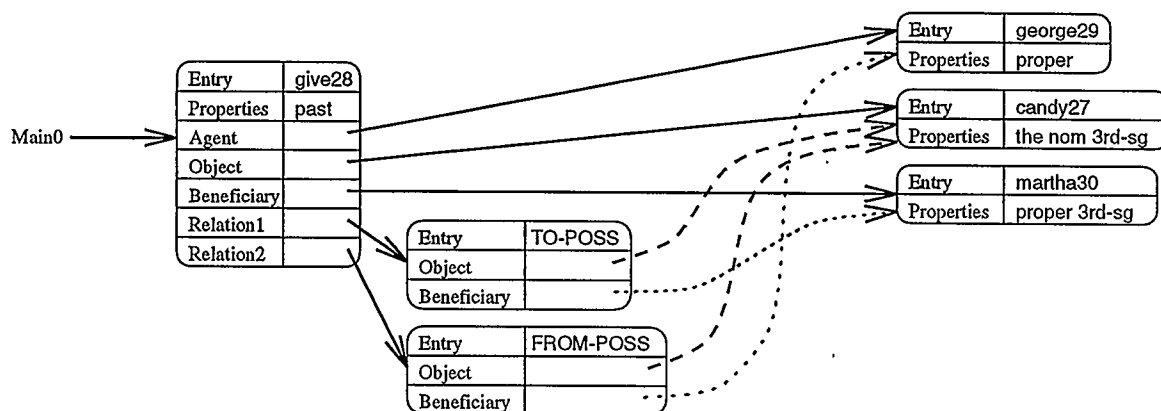 Main0
Entry give28
Properties past
Agent
Object
Beneficiary
Relation1
Relation2
Entry TO-POSS
Object
Beneficiary
Entry FROM-POSS
Object
Beneficiary
Entry george29
Properties proper
Entry candy27
Properties the nom 3rd-sg
Entry martha30
Properties proper 3rd-sg